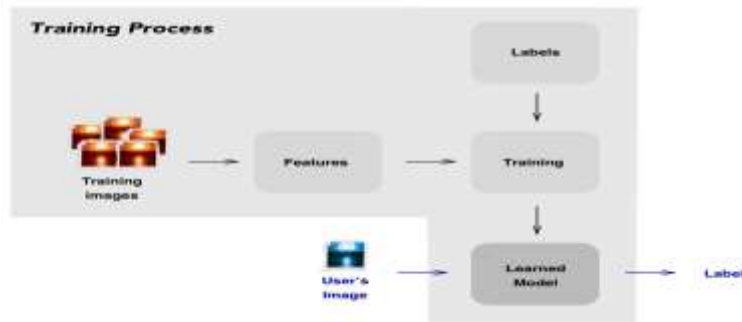 Training Process
Labels
Training
images
Features
Training
User's
Image
Learned
Model
Label